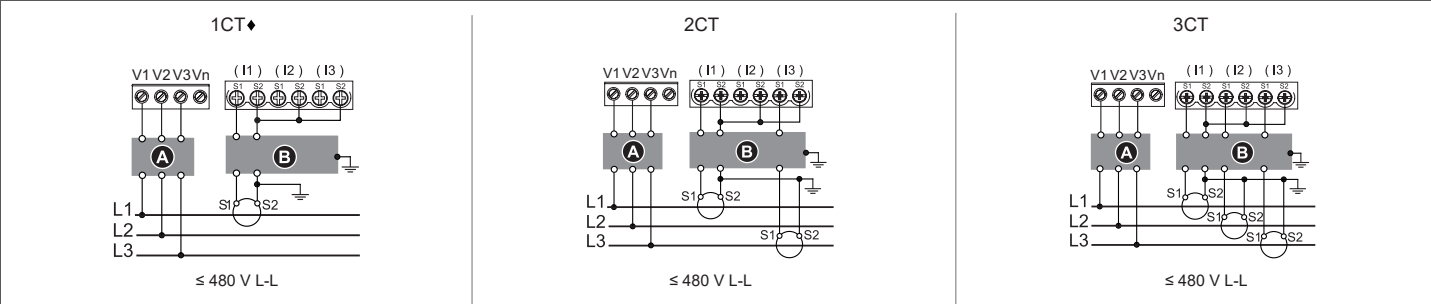 1CT♦
V1 V2 V3 Vn
( I1 ) ( I2 ) ( I3 )
S1 S2 S1 S2 S1 S2
A
B
S1 S2
L1
L2
L3
≤ 480 V L-L
2CT
V1 V2 V3 Vn
( I1 ) ( I2 ) ( I3 )
S1 S2 S1 S2 S1 S2
A
B
S1 S2
L1
L2
S1 S2
L3
≤ 480 V L-L
3CT
V1 V2 V3 Vn
( I1 ) ( I2 ) ( I3 )
S1 S2 S1 S2 S1 S2
A
B
S1 S2
L1
S1 S2
L2
S1 S2
L3
≤ 480 V L-L